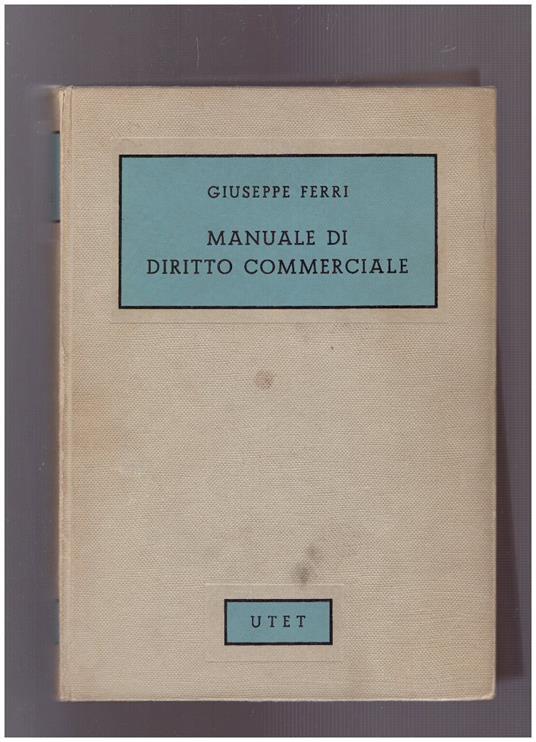 GIUSEPPE FERRI
MANUALE DI
DIRITTO COMMERCIALE
UTET